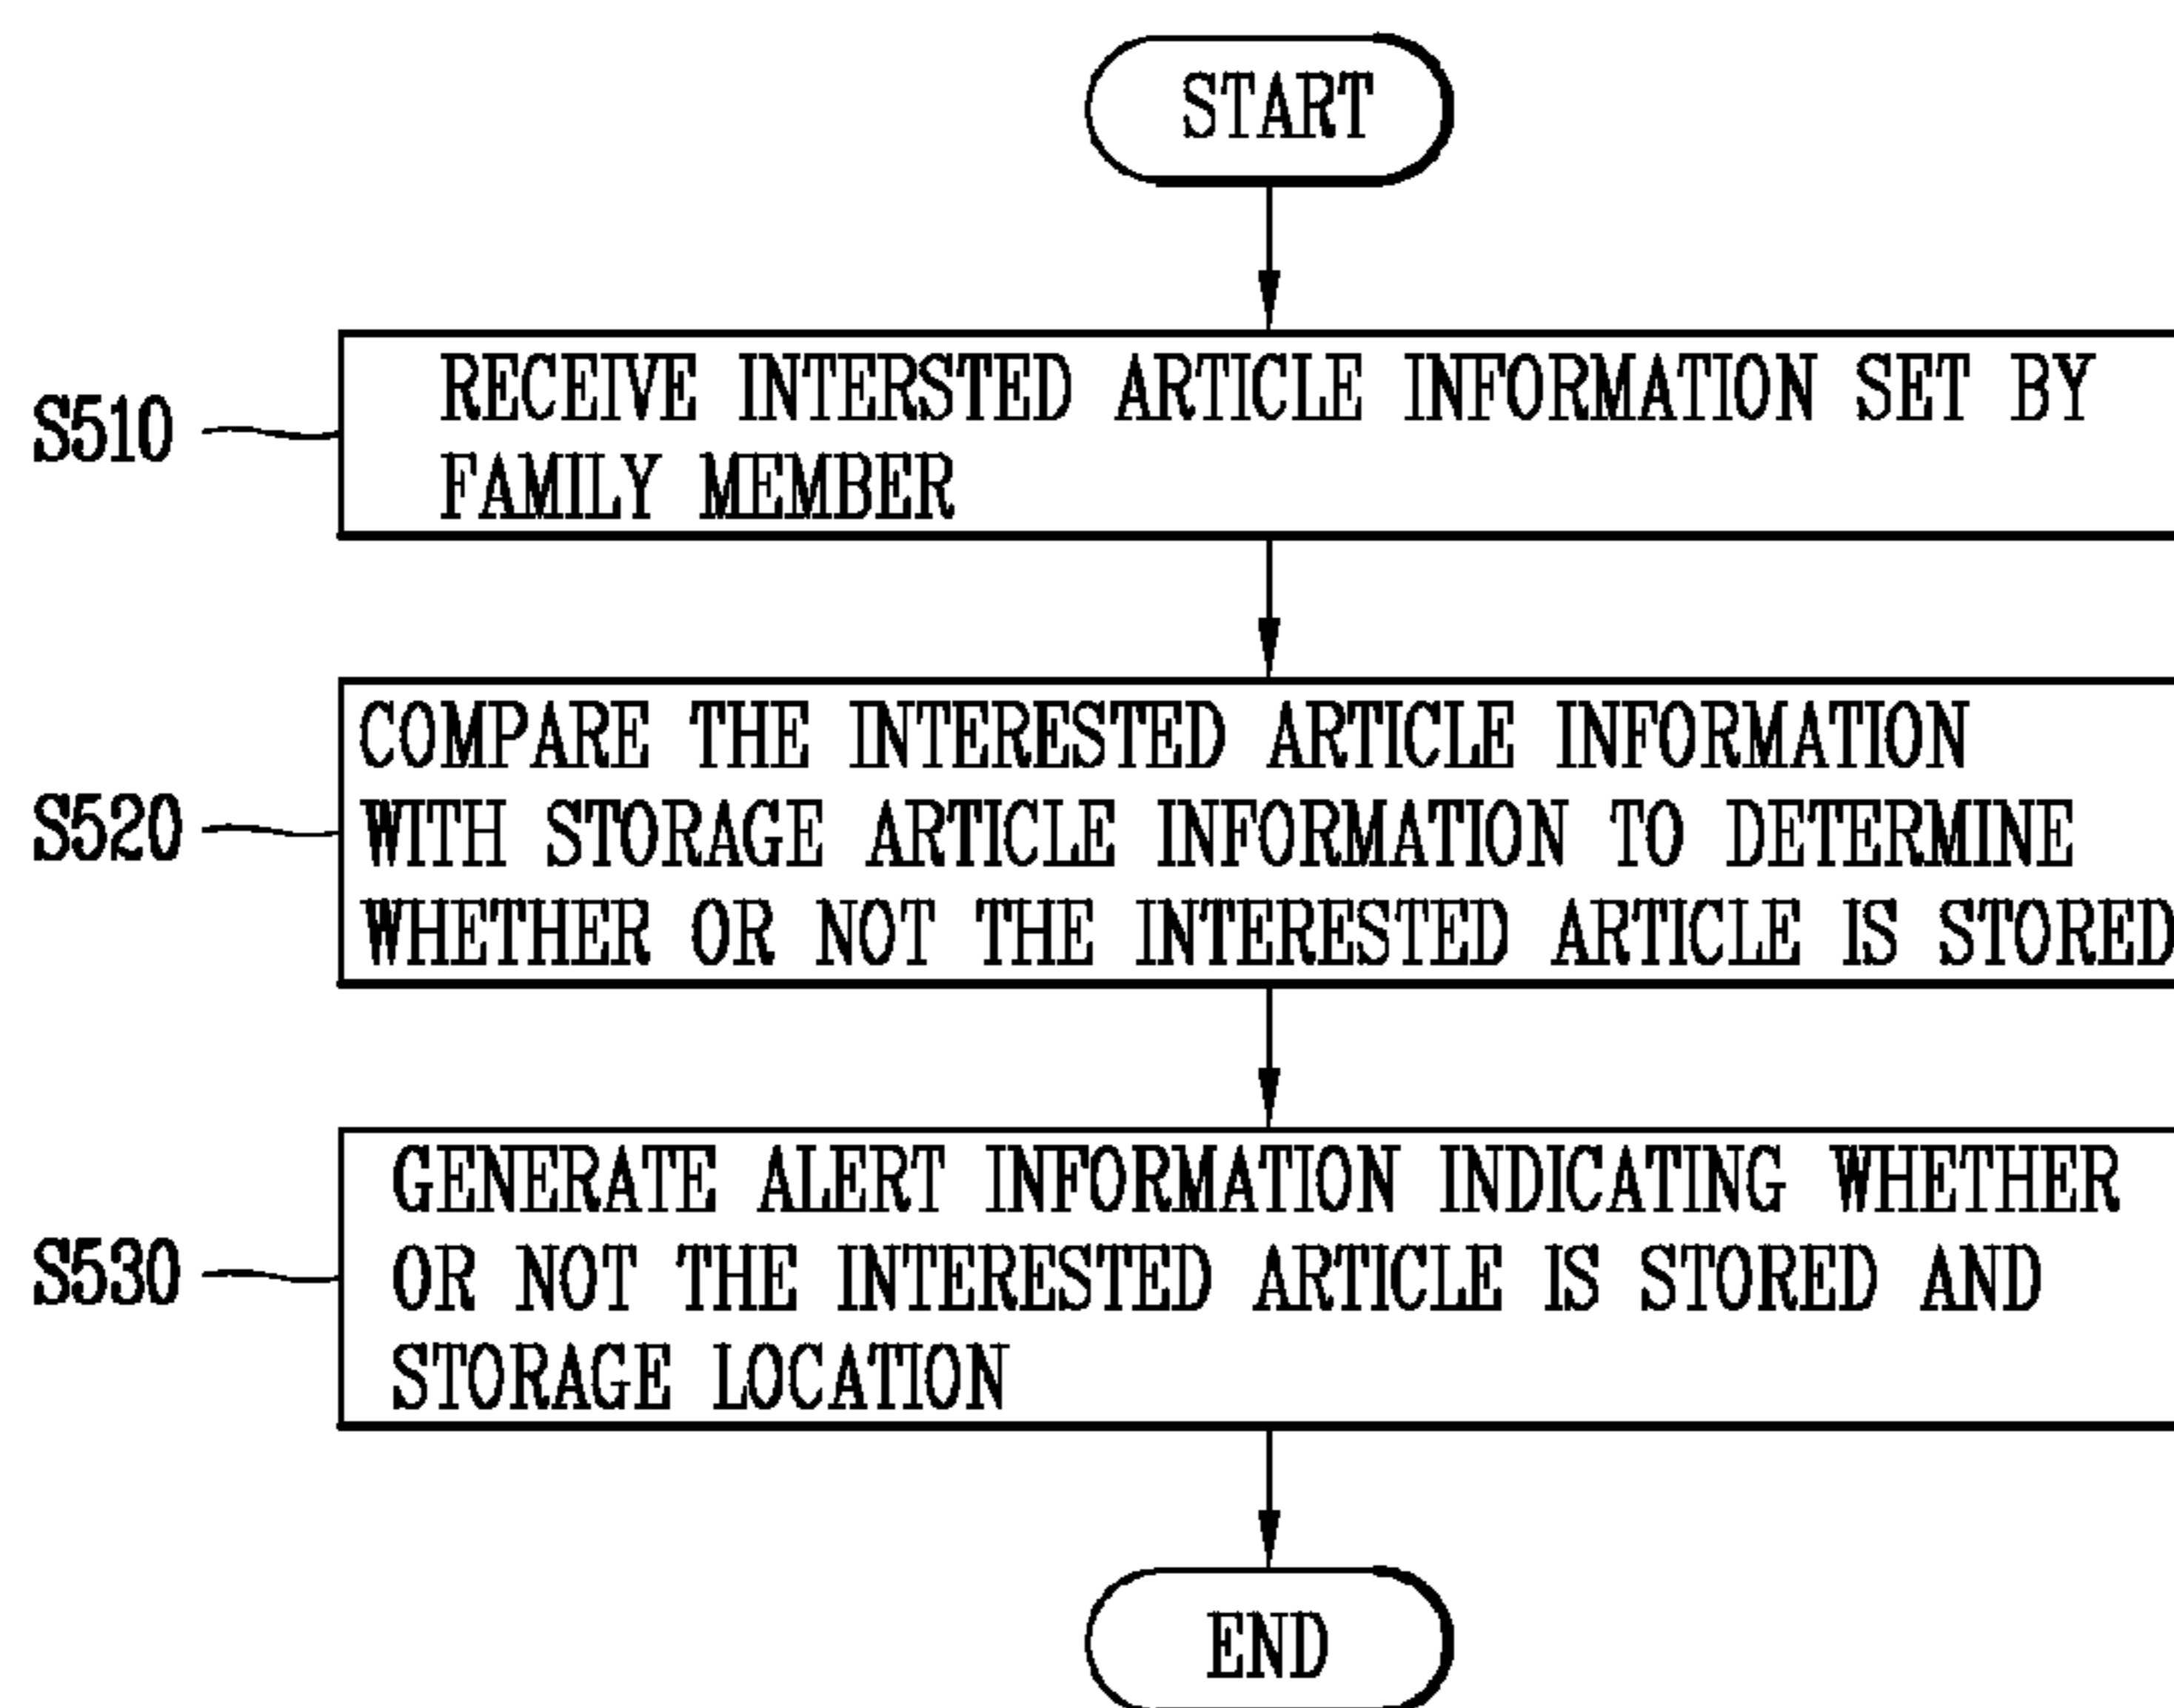 START
S510
RECEIVE INTERSTED ARTICLE INFORMATION SET BY
FAMILY MEMBER
S520
COMPARE THE INTERESTED ARTICLE INFORMATION
WITH STORAGE ARTICLE INFORMATION TO DETERMINE
WHETHER OR NOT THE INTERESTED ARTICLE IS STORED
S530
GENERATE ALERT INFORMATION INDICATING WHETHER
OR NOT THE INTERESTED ARTICLE IS STORED AND
STORAGE LOCATION
END